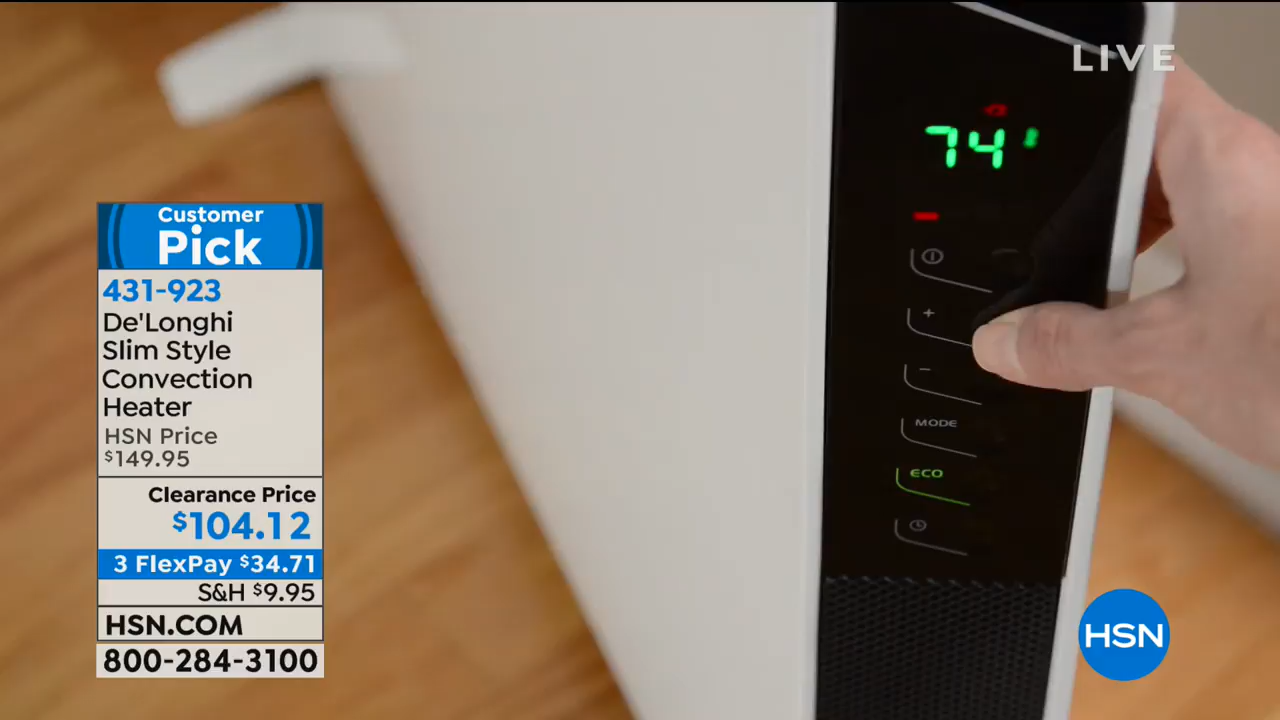 LIVE
74
Customer
Pick
431-923
De'Longhi
Slim Style
Convection
Heater
HSN Price
$149.95
Clearance Price
$104.12
3 FlexPay $34.71
S&H $9.95
HSN.COM
800-284-3100
+
-
MODE
ECO
HSN